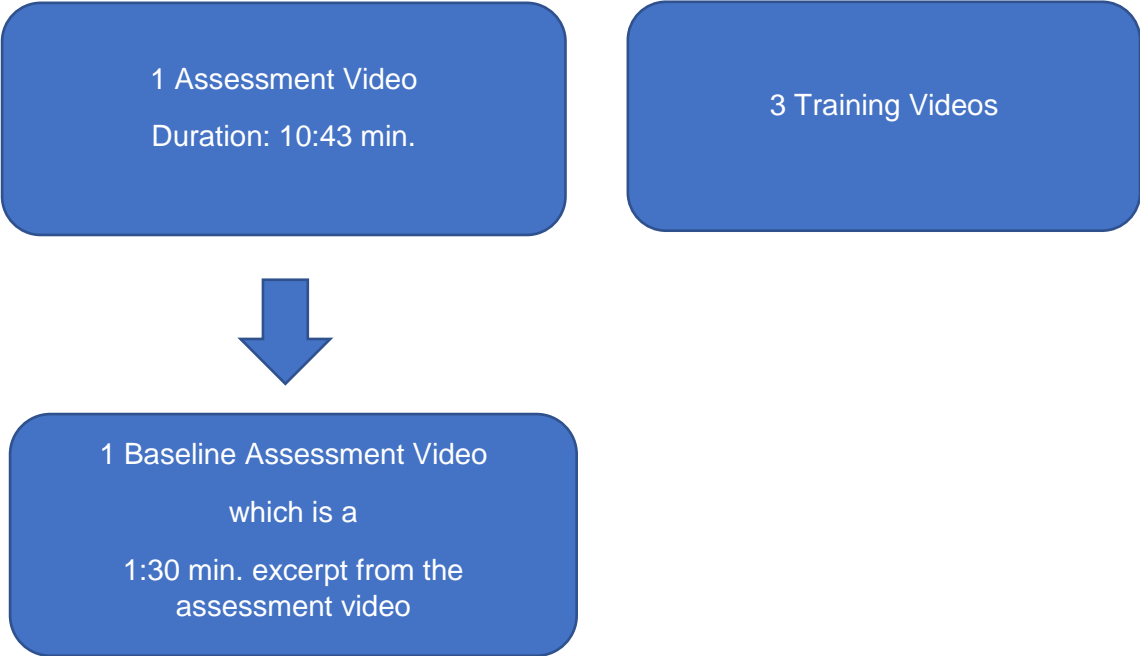 1 Assessment Video
Duration: 10:43 min.
3 Training Videos
1 Baseline Assessment Video
which is a
1:30 min. excerpt from the
assessment video